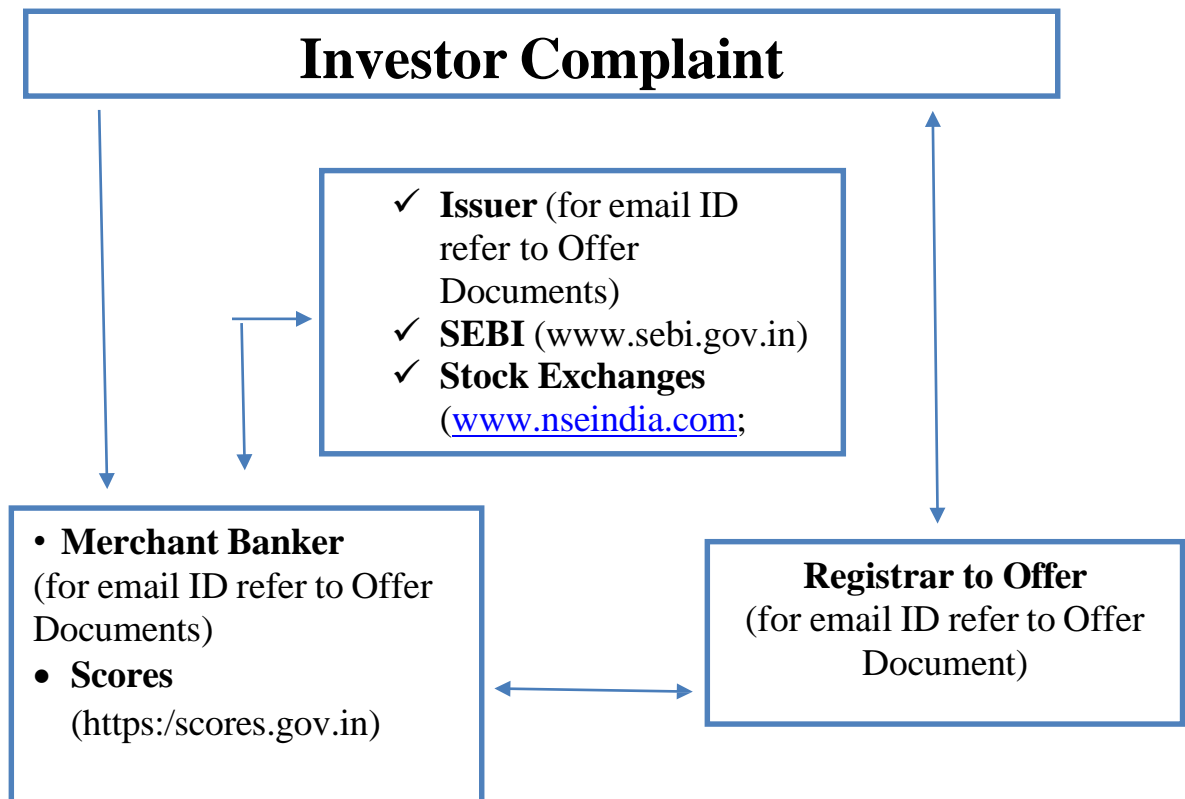 Investor Complaint
✓ Issuer (for email ID
refer to Offer
Documents)
✓ SEBI (www.sebi.gov.in)
✓ Stock Exchanges
(www.nseindia.com;
• Merchant Banker
(for email ID refer to Offer
Documents)
• Scores
(https:/scores.gov.in)
Registrar to Offer
(for email ID refer to Offer
Document)